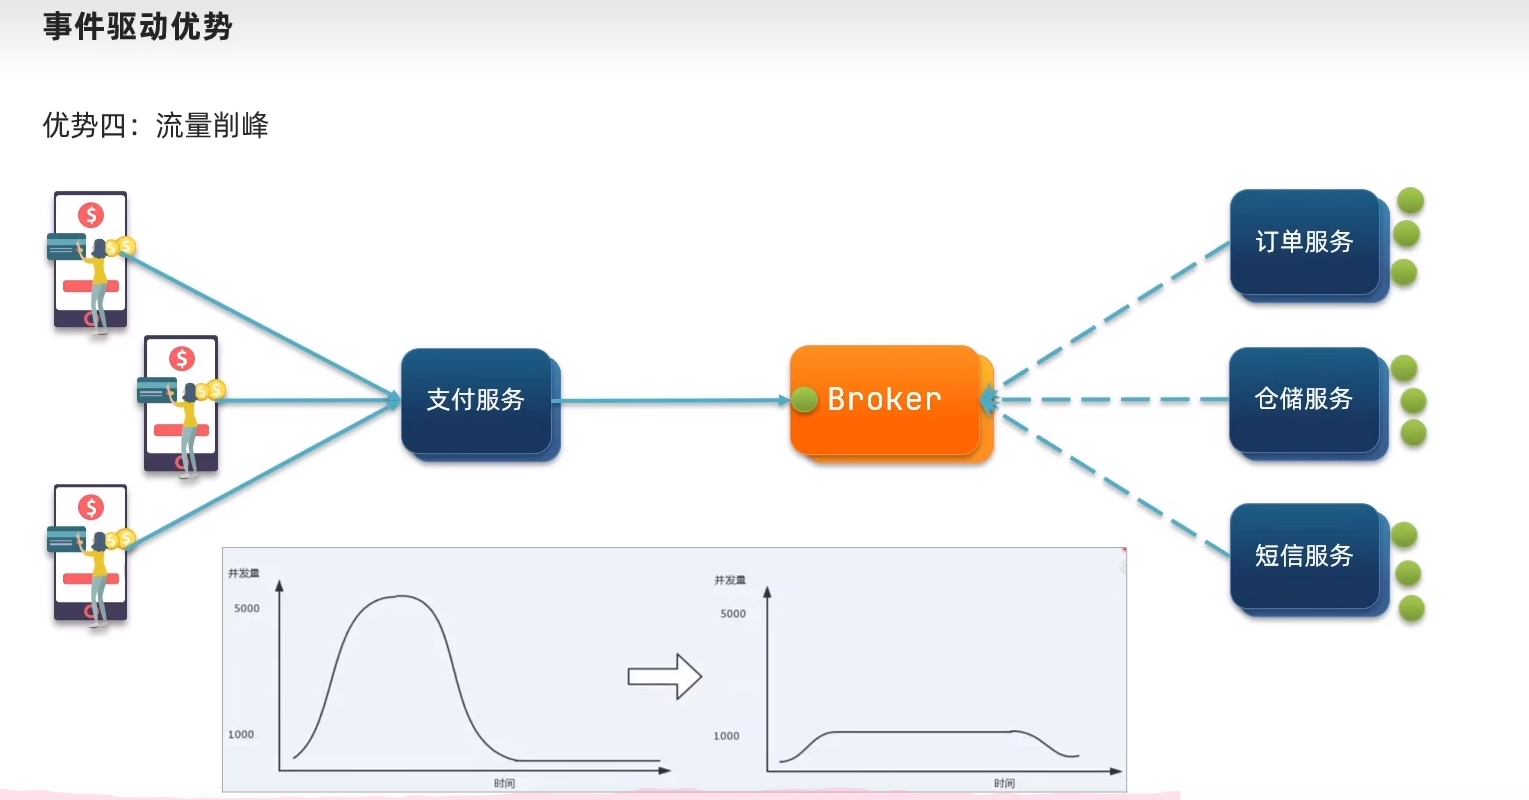 事件驱动优势
优势四：流量削峰
$
$
$
$
$
$
$
$
$
支付服务
Broker
订单服务
仓储服务
短信服务
并发量
5000
1000
时间
并发量
5000
1000
时间